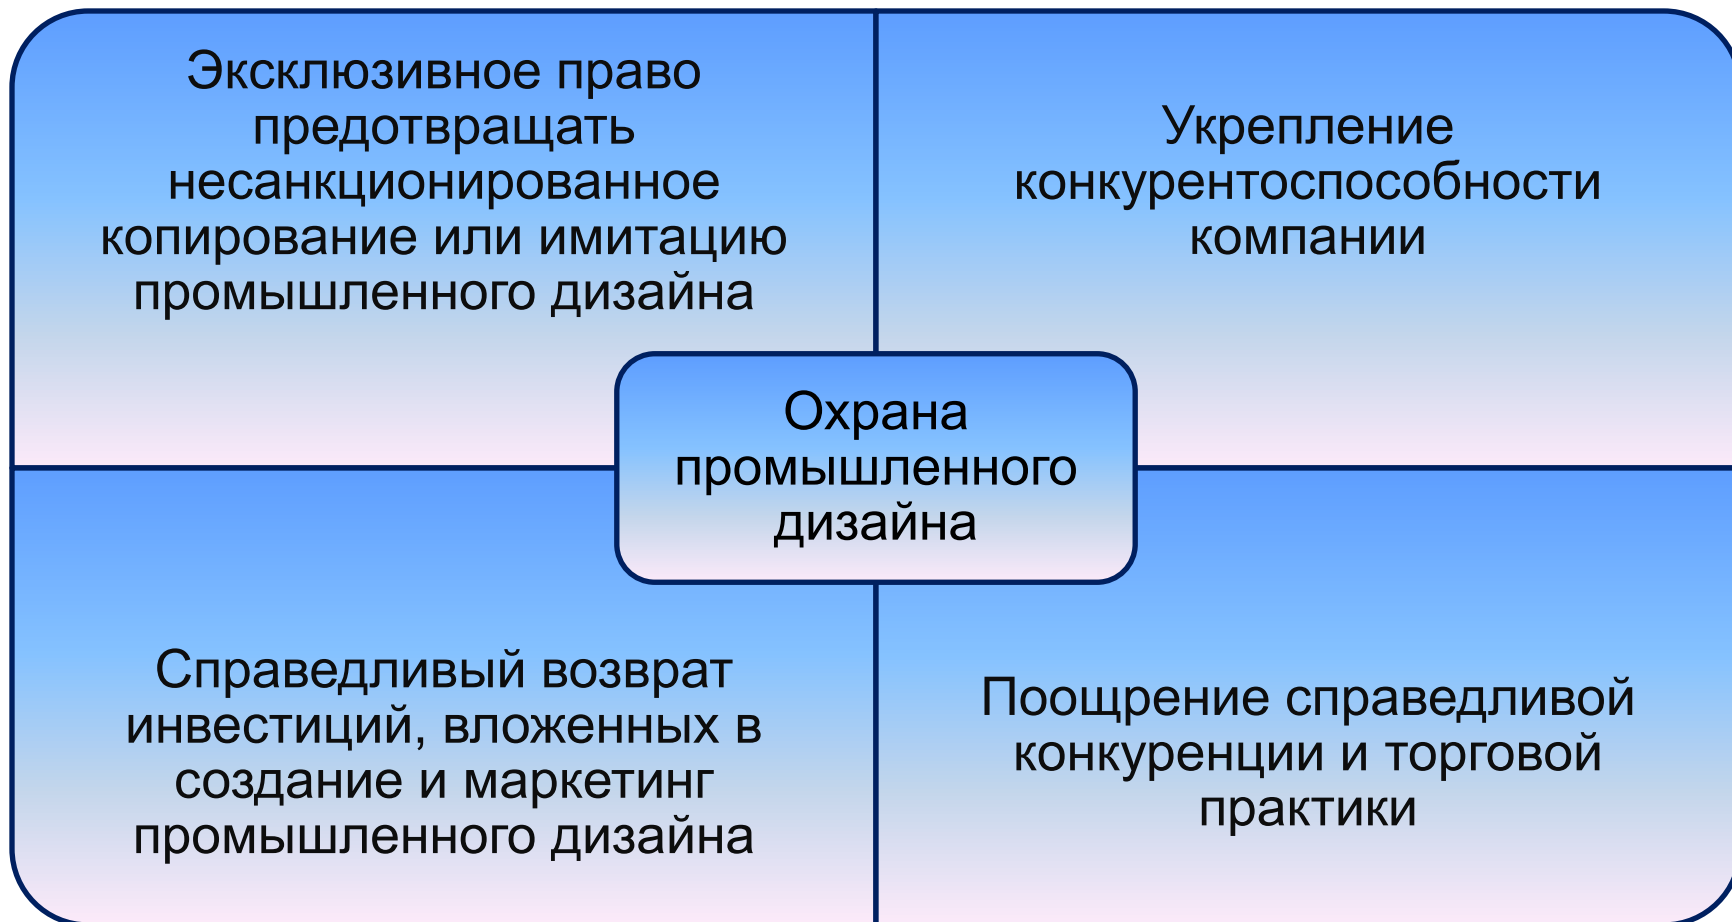 Эксклюзивное право
предотвращать
несанкционированное
копирование или имитацию
промышленного дизайна
Укрепление
конкурентоспособности
компании
Охрана
промышленного
дизайна
Справедливый возврат
инвестиций, вложенных в
создание и маркетинг
промышленного дизайна
Поощрение справедливой
конкуренции и торговой
практики